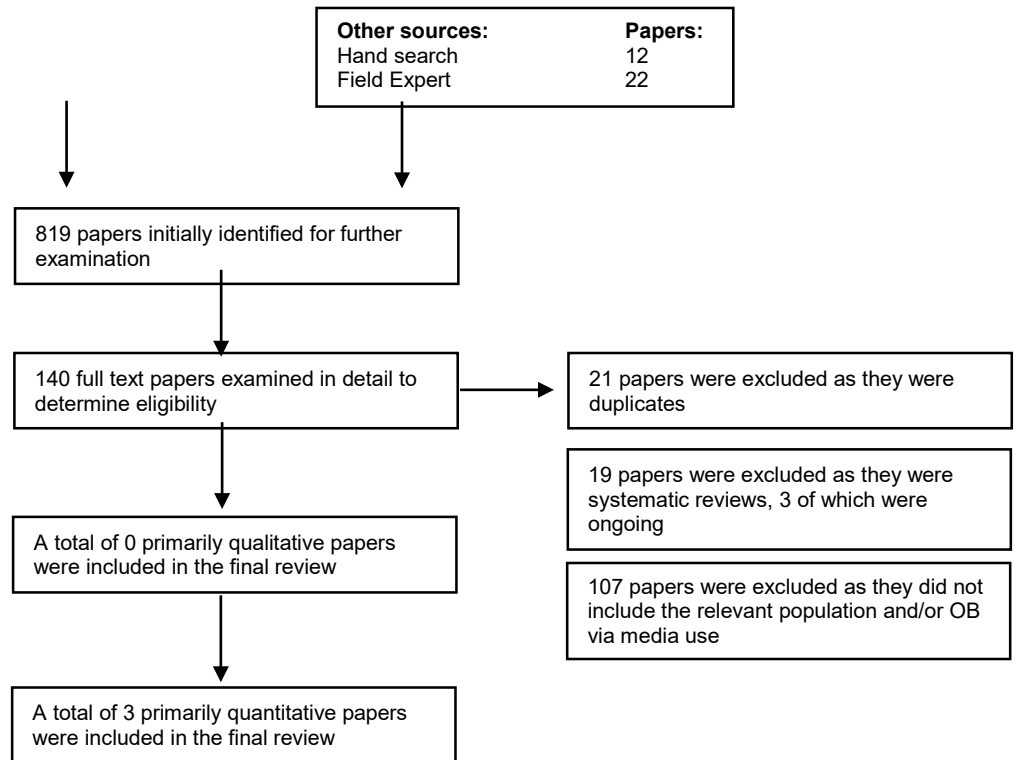 Other sources: Papers:
Hand search 12
Field Expert 22
819 papers initially identified for further
examination
140 full text papers examined in detail to
determine eligibility
21 papers were excluded as they were
duplicates
19 papers were excluded as they were
systematic reviews, 3 of which were
ongoing
A total of 0 primarily qualitative papers
were included in the final review
107 papers were excluded as they did not
include the relevant population and/or OB
via media use
A total of 3 primarily quantitative papers
were included in the final review